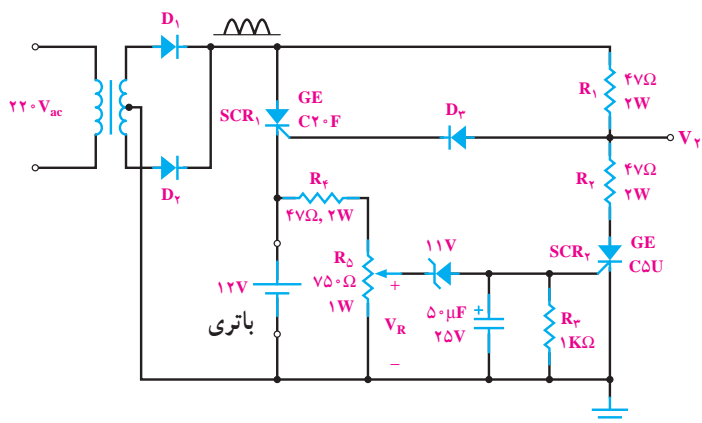 D۱
۲۲۰Vac
D۲
SCR۱
GE
C۲۰F
D۳
R۱
۴۷Ω
۲W
V۲
R۲
۴۷Ω
۲W
R۴
۴۷Ω, ۲W
SCR۲
GE
C۵U
۱۲V
باتری
R۵
۷۵۰Ω
۱W
۱۱V
+
VR
−
+
۵۰μF
۲۵V
R۳
۱KΩ